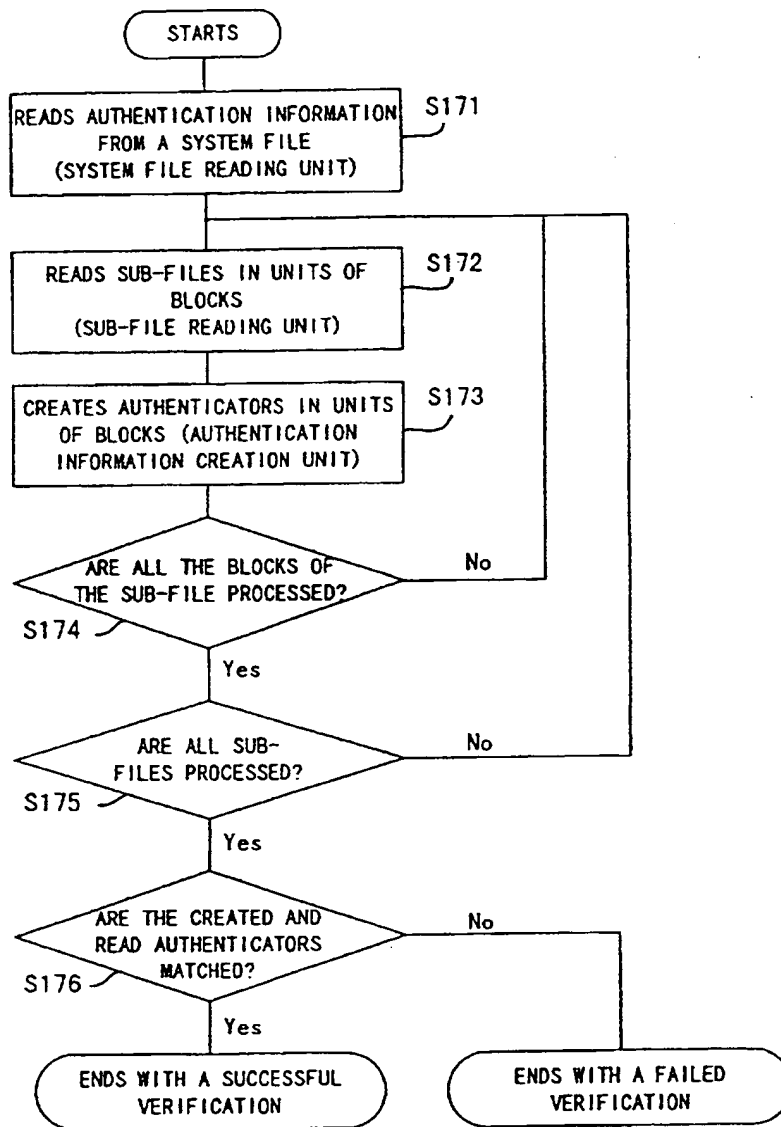 STARTS
READS AUTHENTICATION INFORMATION
FROM A SYSTEM FILE
(SYSTEM FILE READING UNIT)
S171
READS SUB-FILES IN UNITS OF
BLOCKS
(SUB-FILE READING UNIT)
S172
CREATES AUTHENTICATORS IN UNITS
OF BLOCKS (AUTHENTICATION
INFORMATION CREATION UNIT)
S173
ARE ALL THE BLOCKS OF
THE SUB-FILE PROCESSED?
No
S174
Yes
ARE ALL SUB-
FILES PROCESSED?
No
S175
Yes
ARE THE CREATED AND
READ AUTHENTICATORS
MATCHED?
No
S176
Yes
ENDS WITH A SUCCESSFUL
VERIFICATION
ENDS WITH A FAILED
VERIFICATION